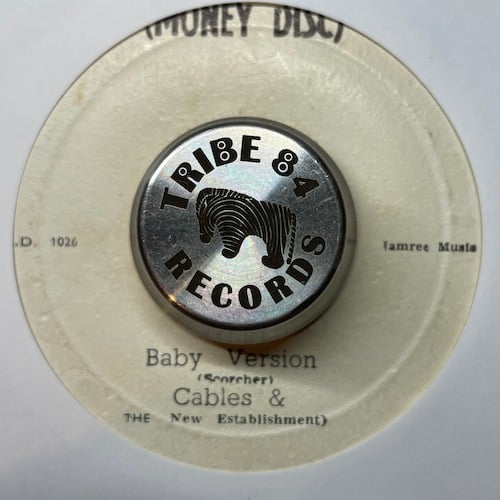 (MONEY DISC)
TRIBE 84
RECORDS
.D. 1026
Jamree Music
Baby Version
(Scorcher)
Cables &
THE New Establishment)